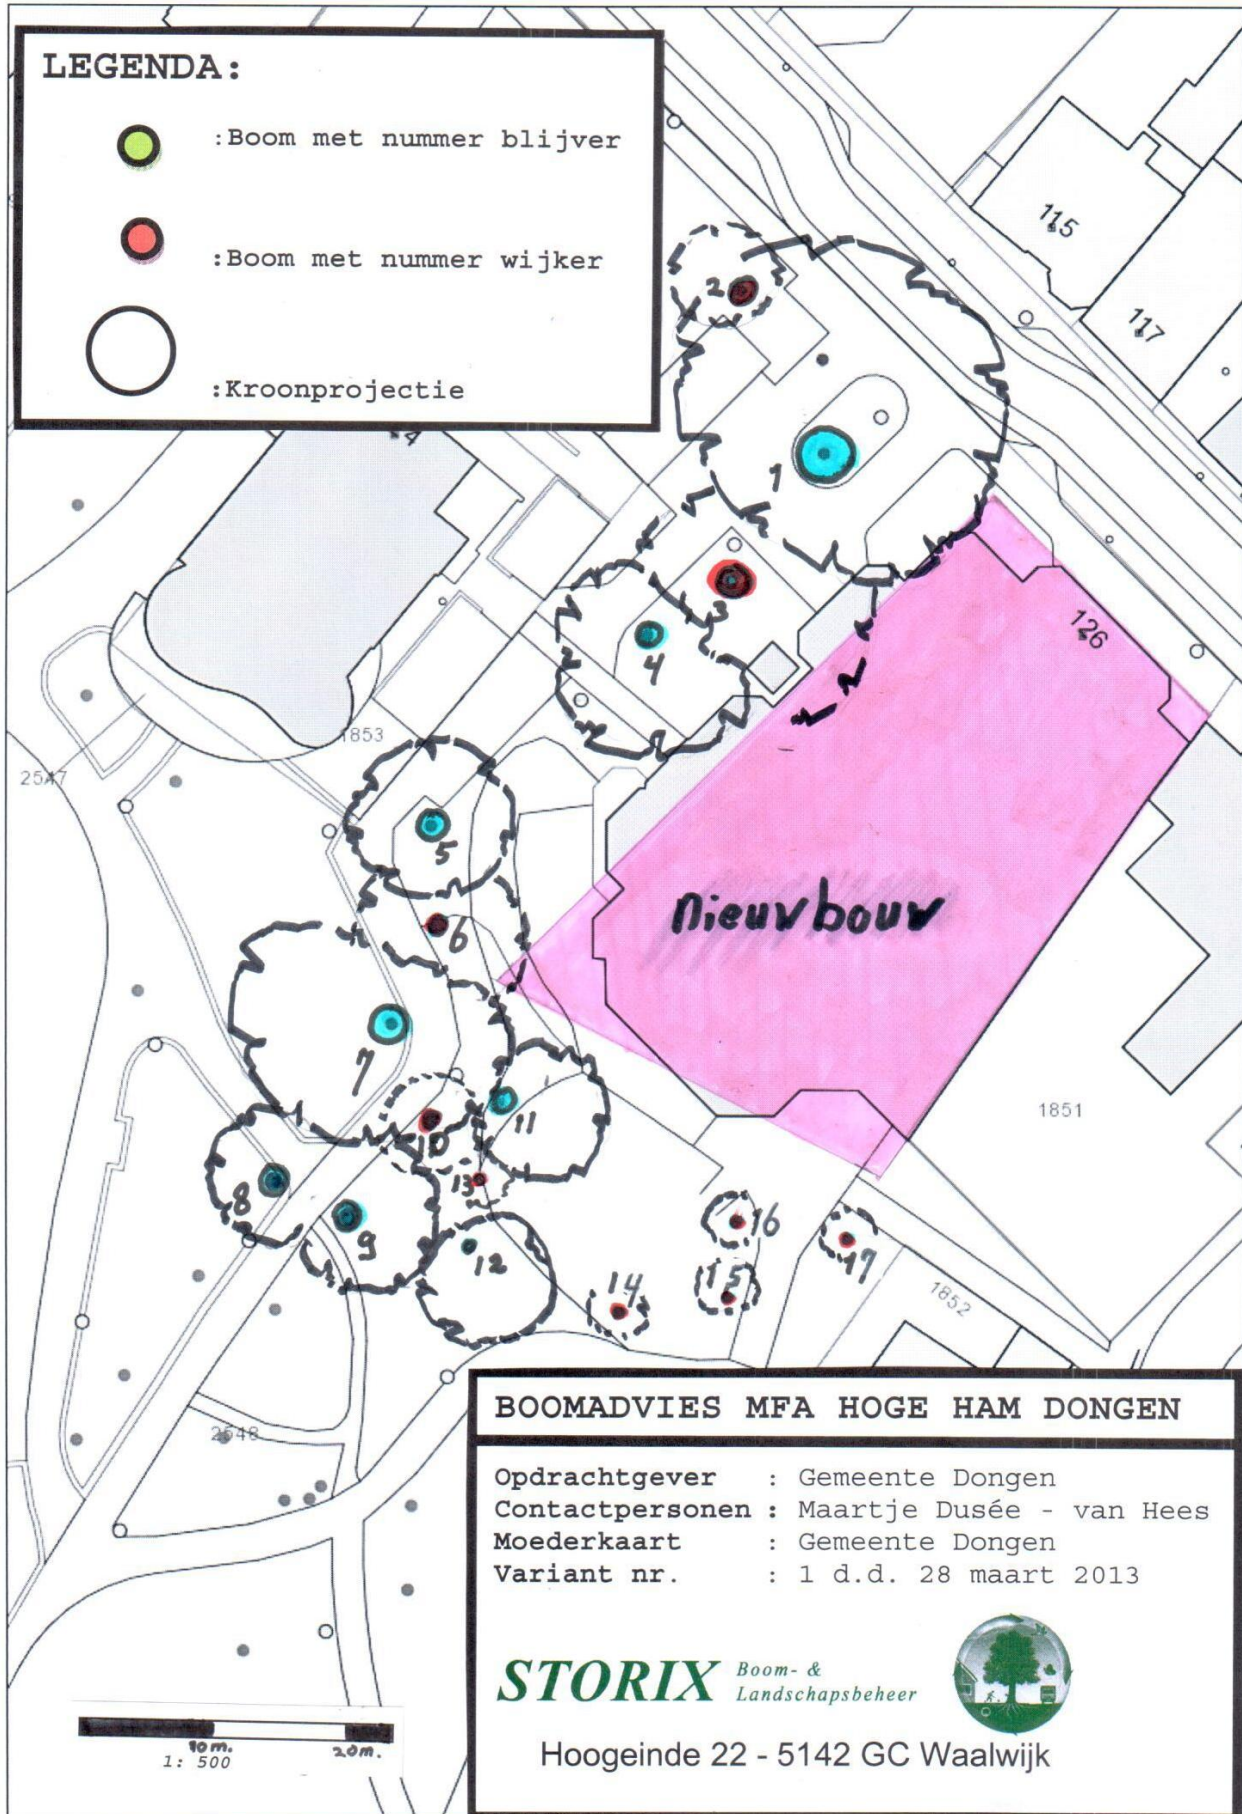 LEGENDA:
:Boom met nummer blijver
:Boom met nummer wijker
:Kroonprojectie
115
117
2
1
3
4
126
1853
2547
5
6
nieuwbouw
7
10
11
13
8
9
12
16
17
15
14
1851
1852
2548
BOOMADVIES MFA HOGE HAM DONGEN
Opdrachtgever : Gemeente Dongen
Contactpersonen : Maartje Dusée - van Hees
Moederkaart : Gemeente Dongen
Variant nr. : 1 d.d. 28 maart 2013
STORIX Boom- &
Landschapsbeheer
Hoogeinde 22 - 5142 GC Waalwijk
10m. 20m.
1: 500